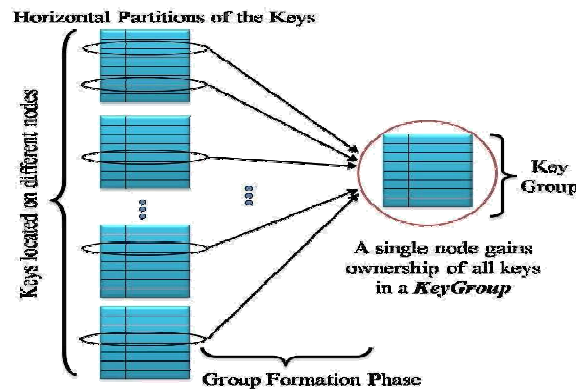 Horizontal Partitions of the Keys
Keys located on different nodes
Key
Group
A single node gains
ownership of all keys
in a KeyGroup
Group Formation Phase